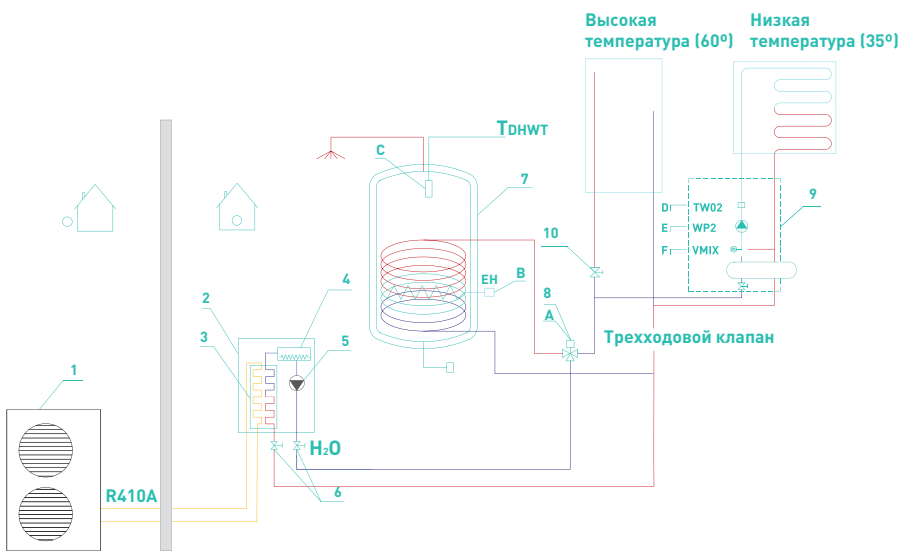 Высокая
температура (60º)
Низкая
температура (35º)
TDHWT
C
7
9
D
TW02
E
WP2
F
VMIX
10
EH
B
8
A
2
4
3
5
Трехходовой клапан
1
H2O
6
R410A